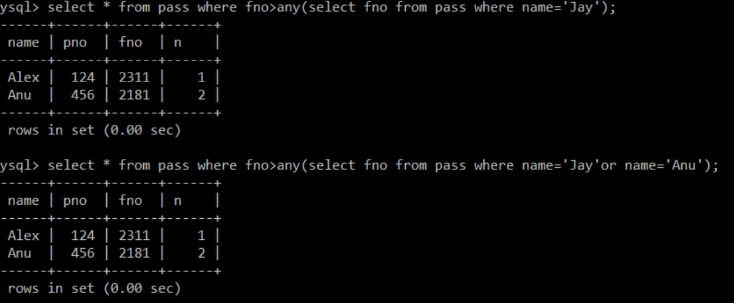 ysql> select * from pass where fno>any(select fno from pass where name='Jay');
------+------+------+------+
name | pno | fno | n |
------+------+------+------+
Alex | 124 | 2311 | 1 |
Anu | 456 | 2181 | 2 |
------+------+------+------+
rows in set (0.00 sec)
ysql> select * from pass where fno>any(select fno from pass where name='Jay'or name='Anu');
------+------+------+------+
name | pno | fno | n |
------+------+------+------+
Alex | 124 | 2311 | 1 |
Anu | 456 | 2181 | 2 |
------+------+------+------+
rows in set (0.00 sec)